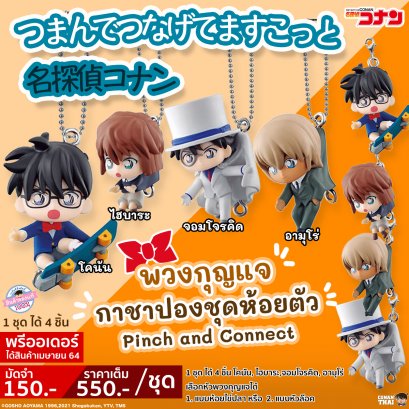 つまんでつなげてますこっと
名探偵コナン
名探偵コナン
ไฮบาระ
จอมโจรคิด
อามุโร่
โคนัน
พวงกุญแจ
กาชาปองชุดห้อยตัว
Pinch and Connect
1 ชุด ได้ 4 ชิ้น
พรีออเดอร์
ได้สินค้าเมษายน 64
มัดจำ
150.-
ราคาเต็ม
550.-
/ชุด
1 ชุด ได้ 4 ชิ้น โคนัน, ไฮบาระ, จอมโจรคิด, อามุโร่
เลือกหัวพวงกุญแจได้
1. แบบห้อยไข่ปลา หรือ 2. แบบหัวล็อค
©GOSHO AOYAMA 1996,2021 Shogakukan, YTV, TMS
CONAN
THAI